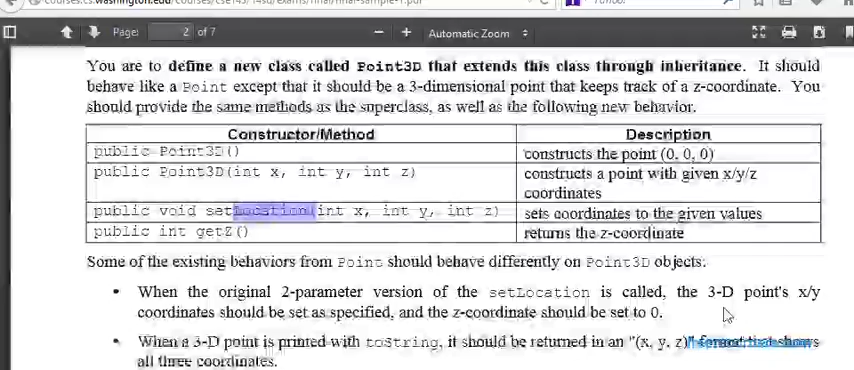 courses.cs.washington.edu/courses/cse143/14sp/exams/final/final-sample-1.pdf
Page: 2 of 7
Automatic Zoom
You are to define a new class called Point3D that extends this class through inheritance. It should
behave like a Point except that it should be a 3-dimensional point that keeps track of a z-coordinate. You
should provide the same methods as the superclass, as well as the following new behavior.
Constructor/Method Description
public Point3D() constructs the point (0, 0, 0)
public Point3D(int x, int y, int z) constructs a point with given x/y/z
coordinates
public void setLocation(int x, int y, int z) sets coordinates to the given values
public int getZ() returns the z-coordinate
Some of the existing behaviors from Point should behave differently on Point3D objects:
• When the original 2-parameter version of the setLocation is called, the 3-D point's x/y
coordinates should be set as specified, and the z-coordinate should be set to 0.
• When a 3-D point is printed with toString, it should be returned in an "(x, y, z)" format that shows
all three coordinates.